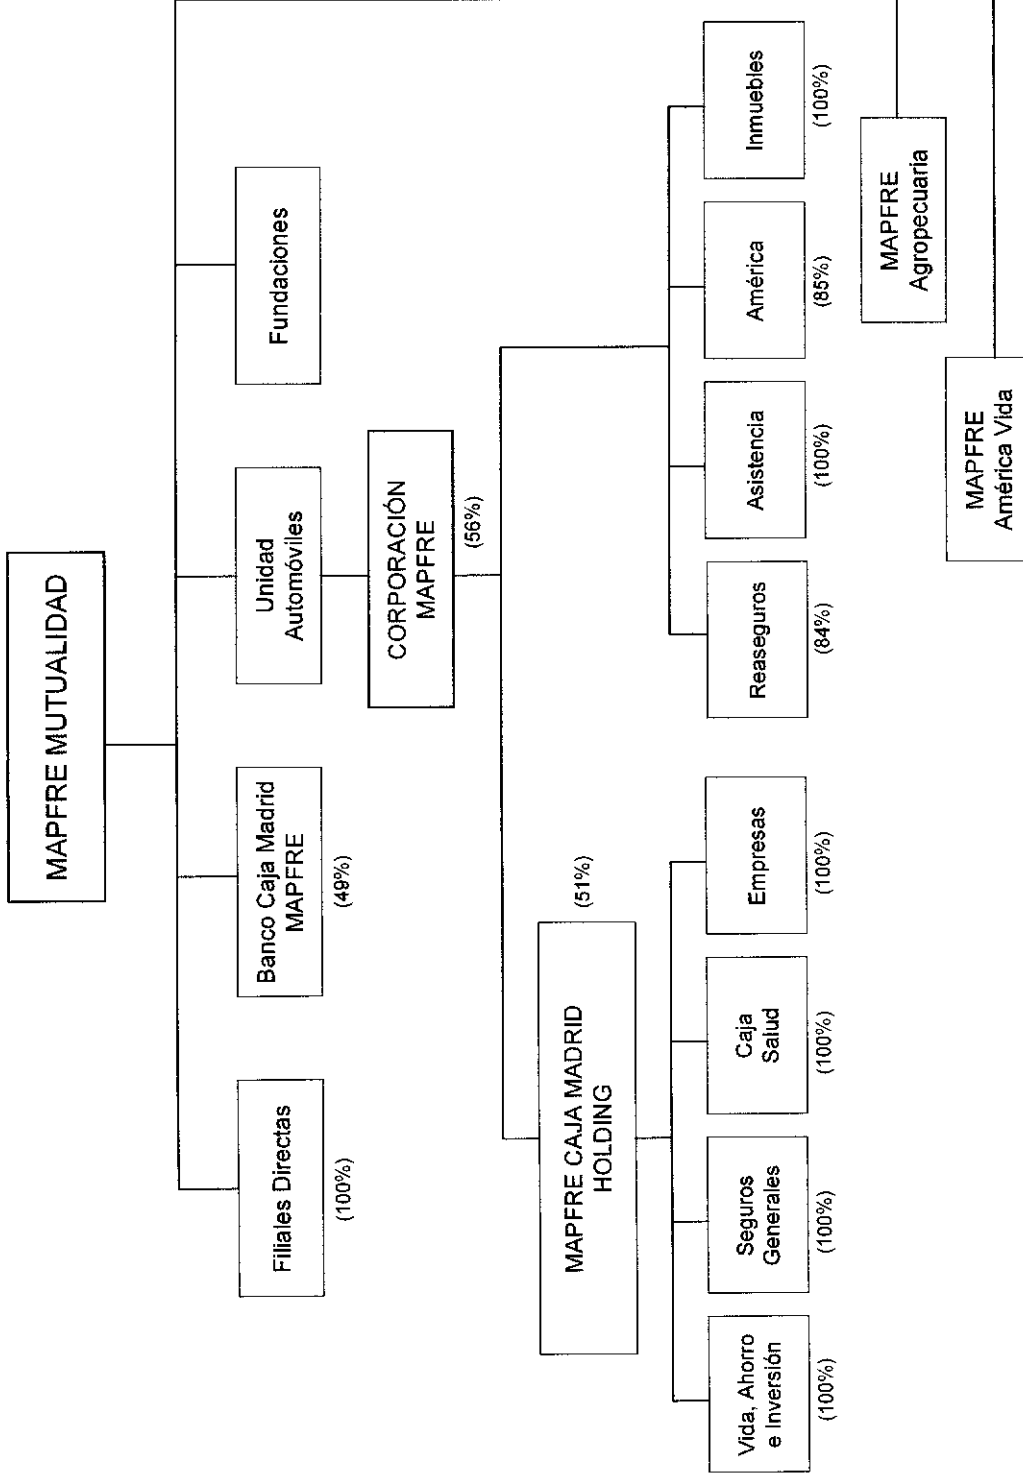 MAPFRE MUTUALIDAD
Filiales Directas
(100%)
Banco Caja Madrid
MAPFRE
(49%)
Unidad
Automóviles
Fundaciones
CORPORACIÓN
MAPFRE
(56%)
MAPFRE CAJA MADRID
HOLDING
(51%)
Vida, Ahorro
e Inversión
(100%)
Seguros
Generales
(100%)
Caja
Salud
(100%)
Empresas
(100%)
Reaseguros
(84%)
Asistencia
(100%)
América
(85%)
Inmuebles
(100%)
MAPFRE
Agropecuaria
MAPFRE
América Vida